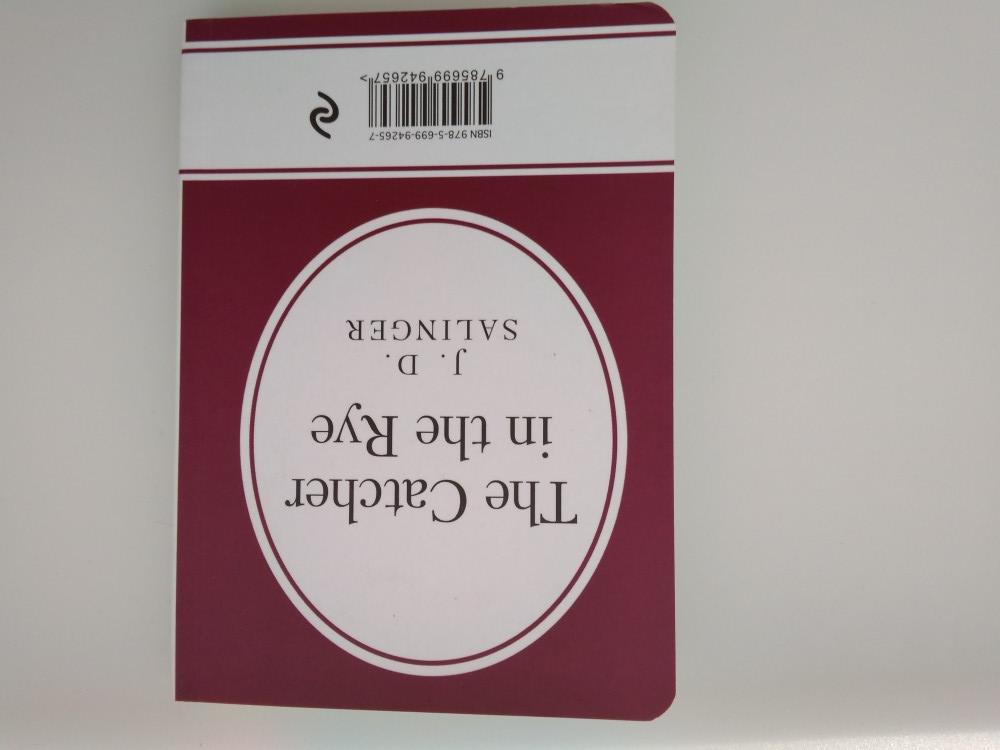 The Catcher
in the Rye
J. D.
SALINGER
ISBN 978-5-699-94265-7
9 785699 942657 >